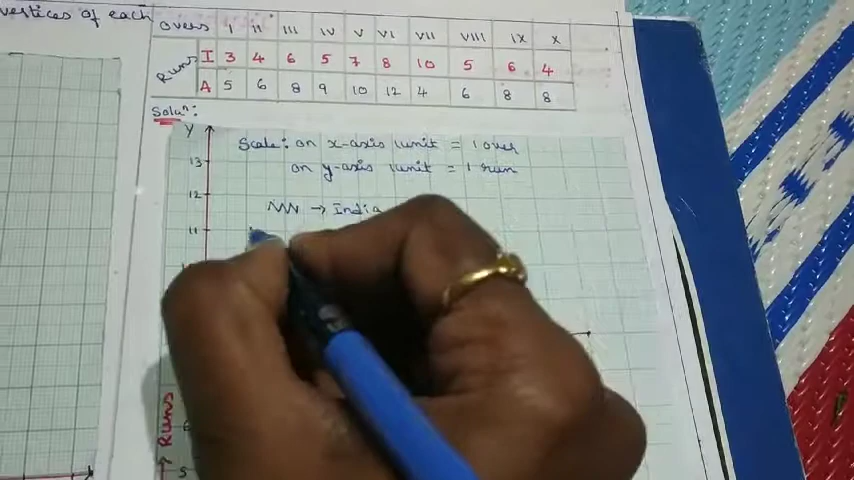 vertices of each
Overs I II III IV V VI VII VIII IX X
Runs I 3 4 6 5 7 8 10 5 6 4
A 5 6 8 9 10 12 4 6 8 8
Soluⁿ:
Y
Scale: on x-axis 1 unit = 1 over
on y-axis 1 unit = 1 run
13
12
→ India
11
→ Runs
5